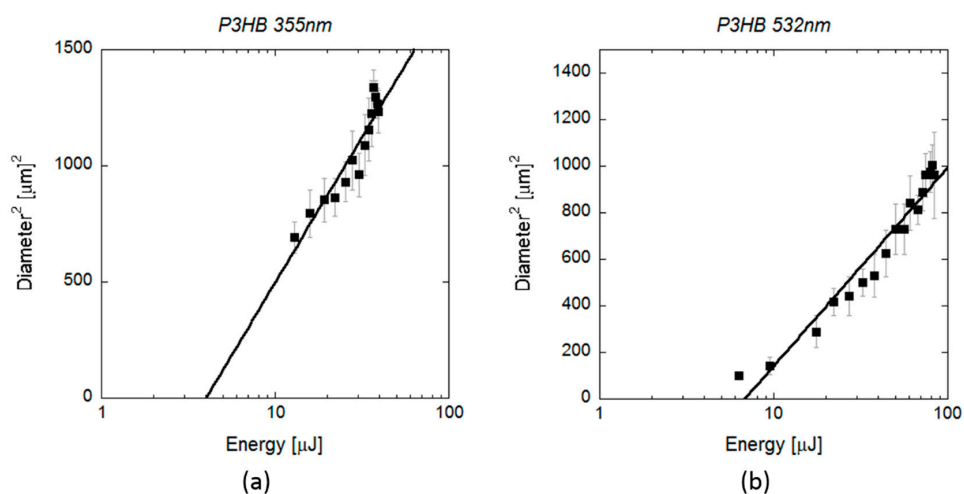 P3HB 355nm
1500
1000
500
0
Diameter² [µm]²
1
10
100
Energy [µJ]
(a)
P3HB 532nm
1400
1200
1000
800
600
400
200
0
Diameter² [µm]²
1
10
100
Energy [µJ]
(b)